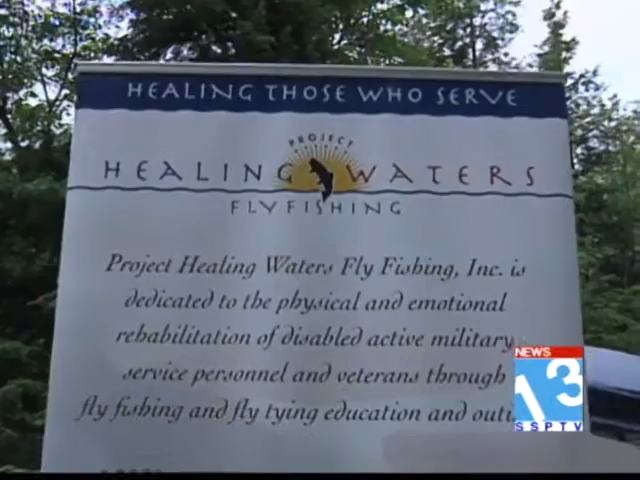 HEALING THOSE WHO SERVE
PROJECT
HEALING WATERS
FLY FISHING
Project Healing Waters Fly Fishing, Inc. is
dedicated to the physical and emotional
rehabilitation of disabled active military
service personnel and veterans through
fly fishing and fly tying education and
NEWS
13
SSPTV